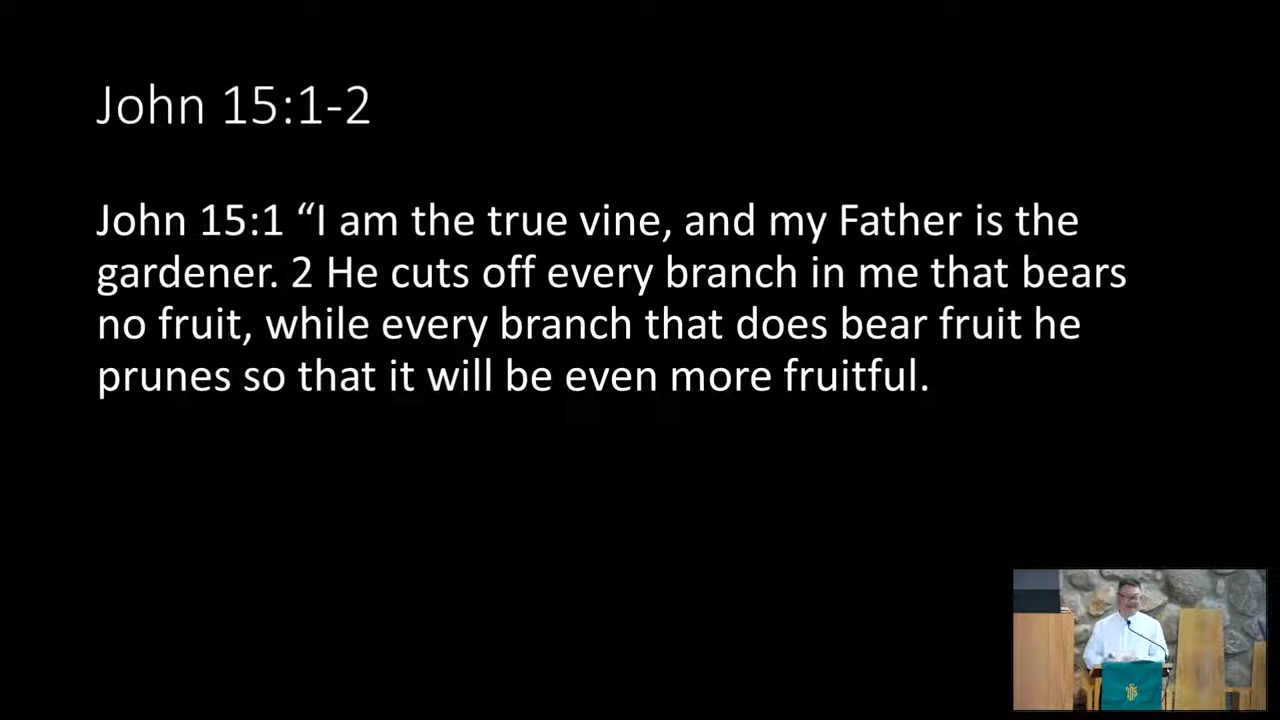 John 15:1-2
John 15:1 “I am the true vine, and my Father is the
gardener. 2 He cuts off every branch in me that bears
no fruit, while every branch that does bear fruit he
prunes so that it will be even more fruitful.